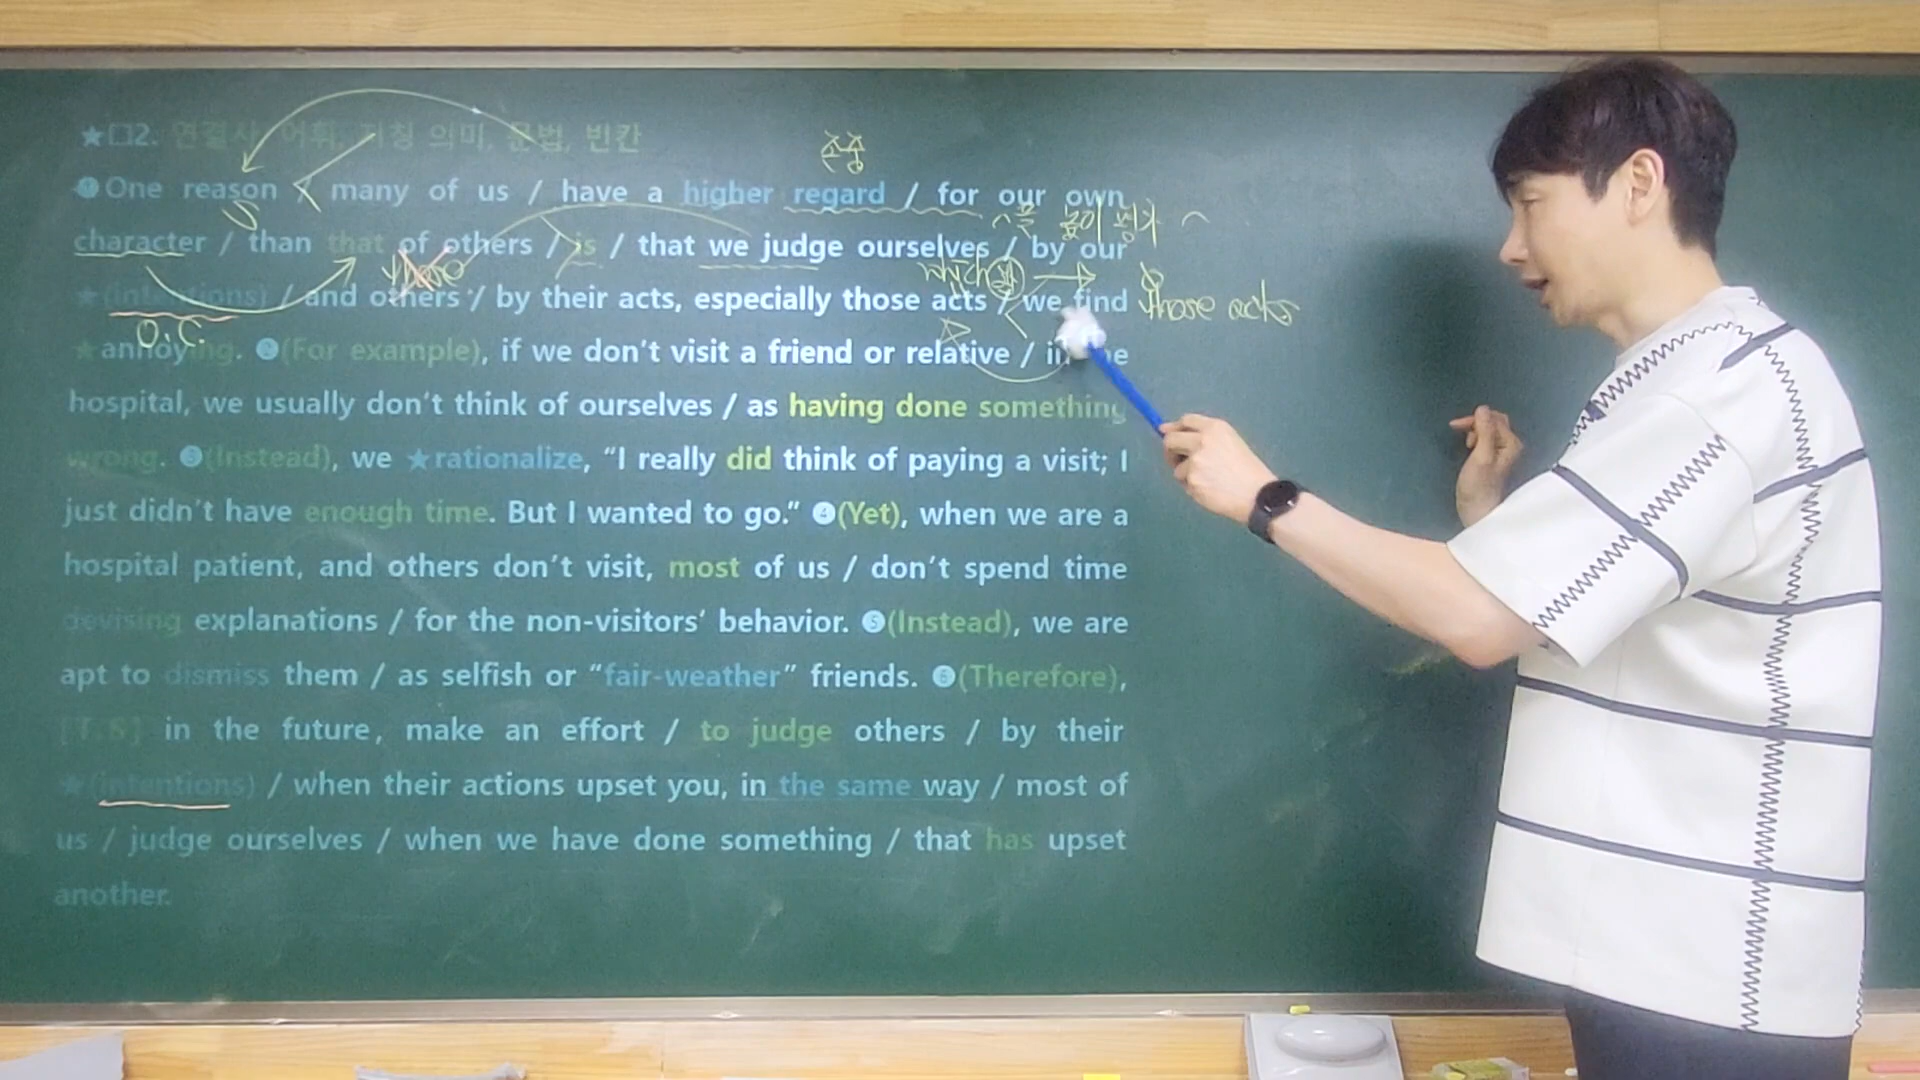 ★□2. 연결사, 어휘, 지칭 의미, 문법, 빈칸
존중
❶One reason / many of us / have a higher regard / for our own
S
character / than that of others / is / that we judge ourselves / by our
those
which
★(intentions) / and others / by their acts, especially those acts / we find
those acts
O.C.
★annoying. ❷(For example), if we don't visit a friend or relative / in the
hospital, we usually don't think of ourselves / as having done something
wrong. ❸(Instead), we ★rationalize, “I really did think of paying a visit; I
just didn't have enough time. But I wanted to go.” ❹(Yet), when we are a
hospital patient, and others don't visit, most of us / don't spend time
devising explanations / for the non-visitors' behavior. ❺(Instead), we are
apt to dismiss them / as selfish or “fair-weather” friends. ❻(Therefore),
[T.S] in the future, make an effort / to judge others / by their
★(intentions) / when their actions upset you, in the same way / most of
us / judge ourselves / when we have done something / that has upset
another.